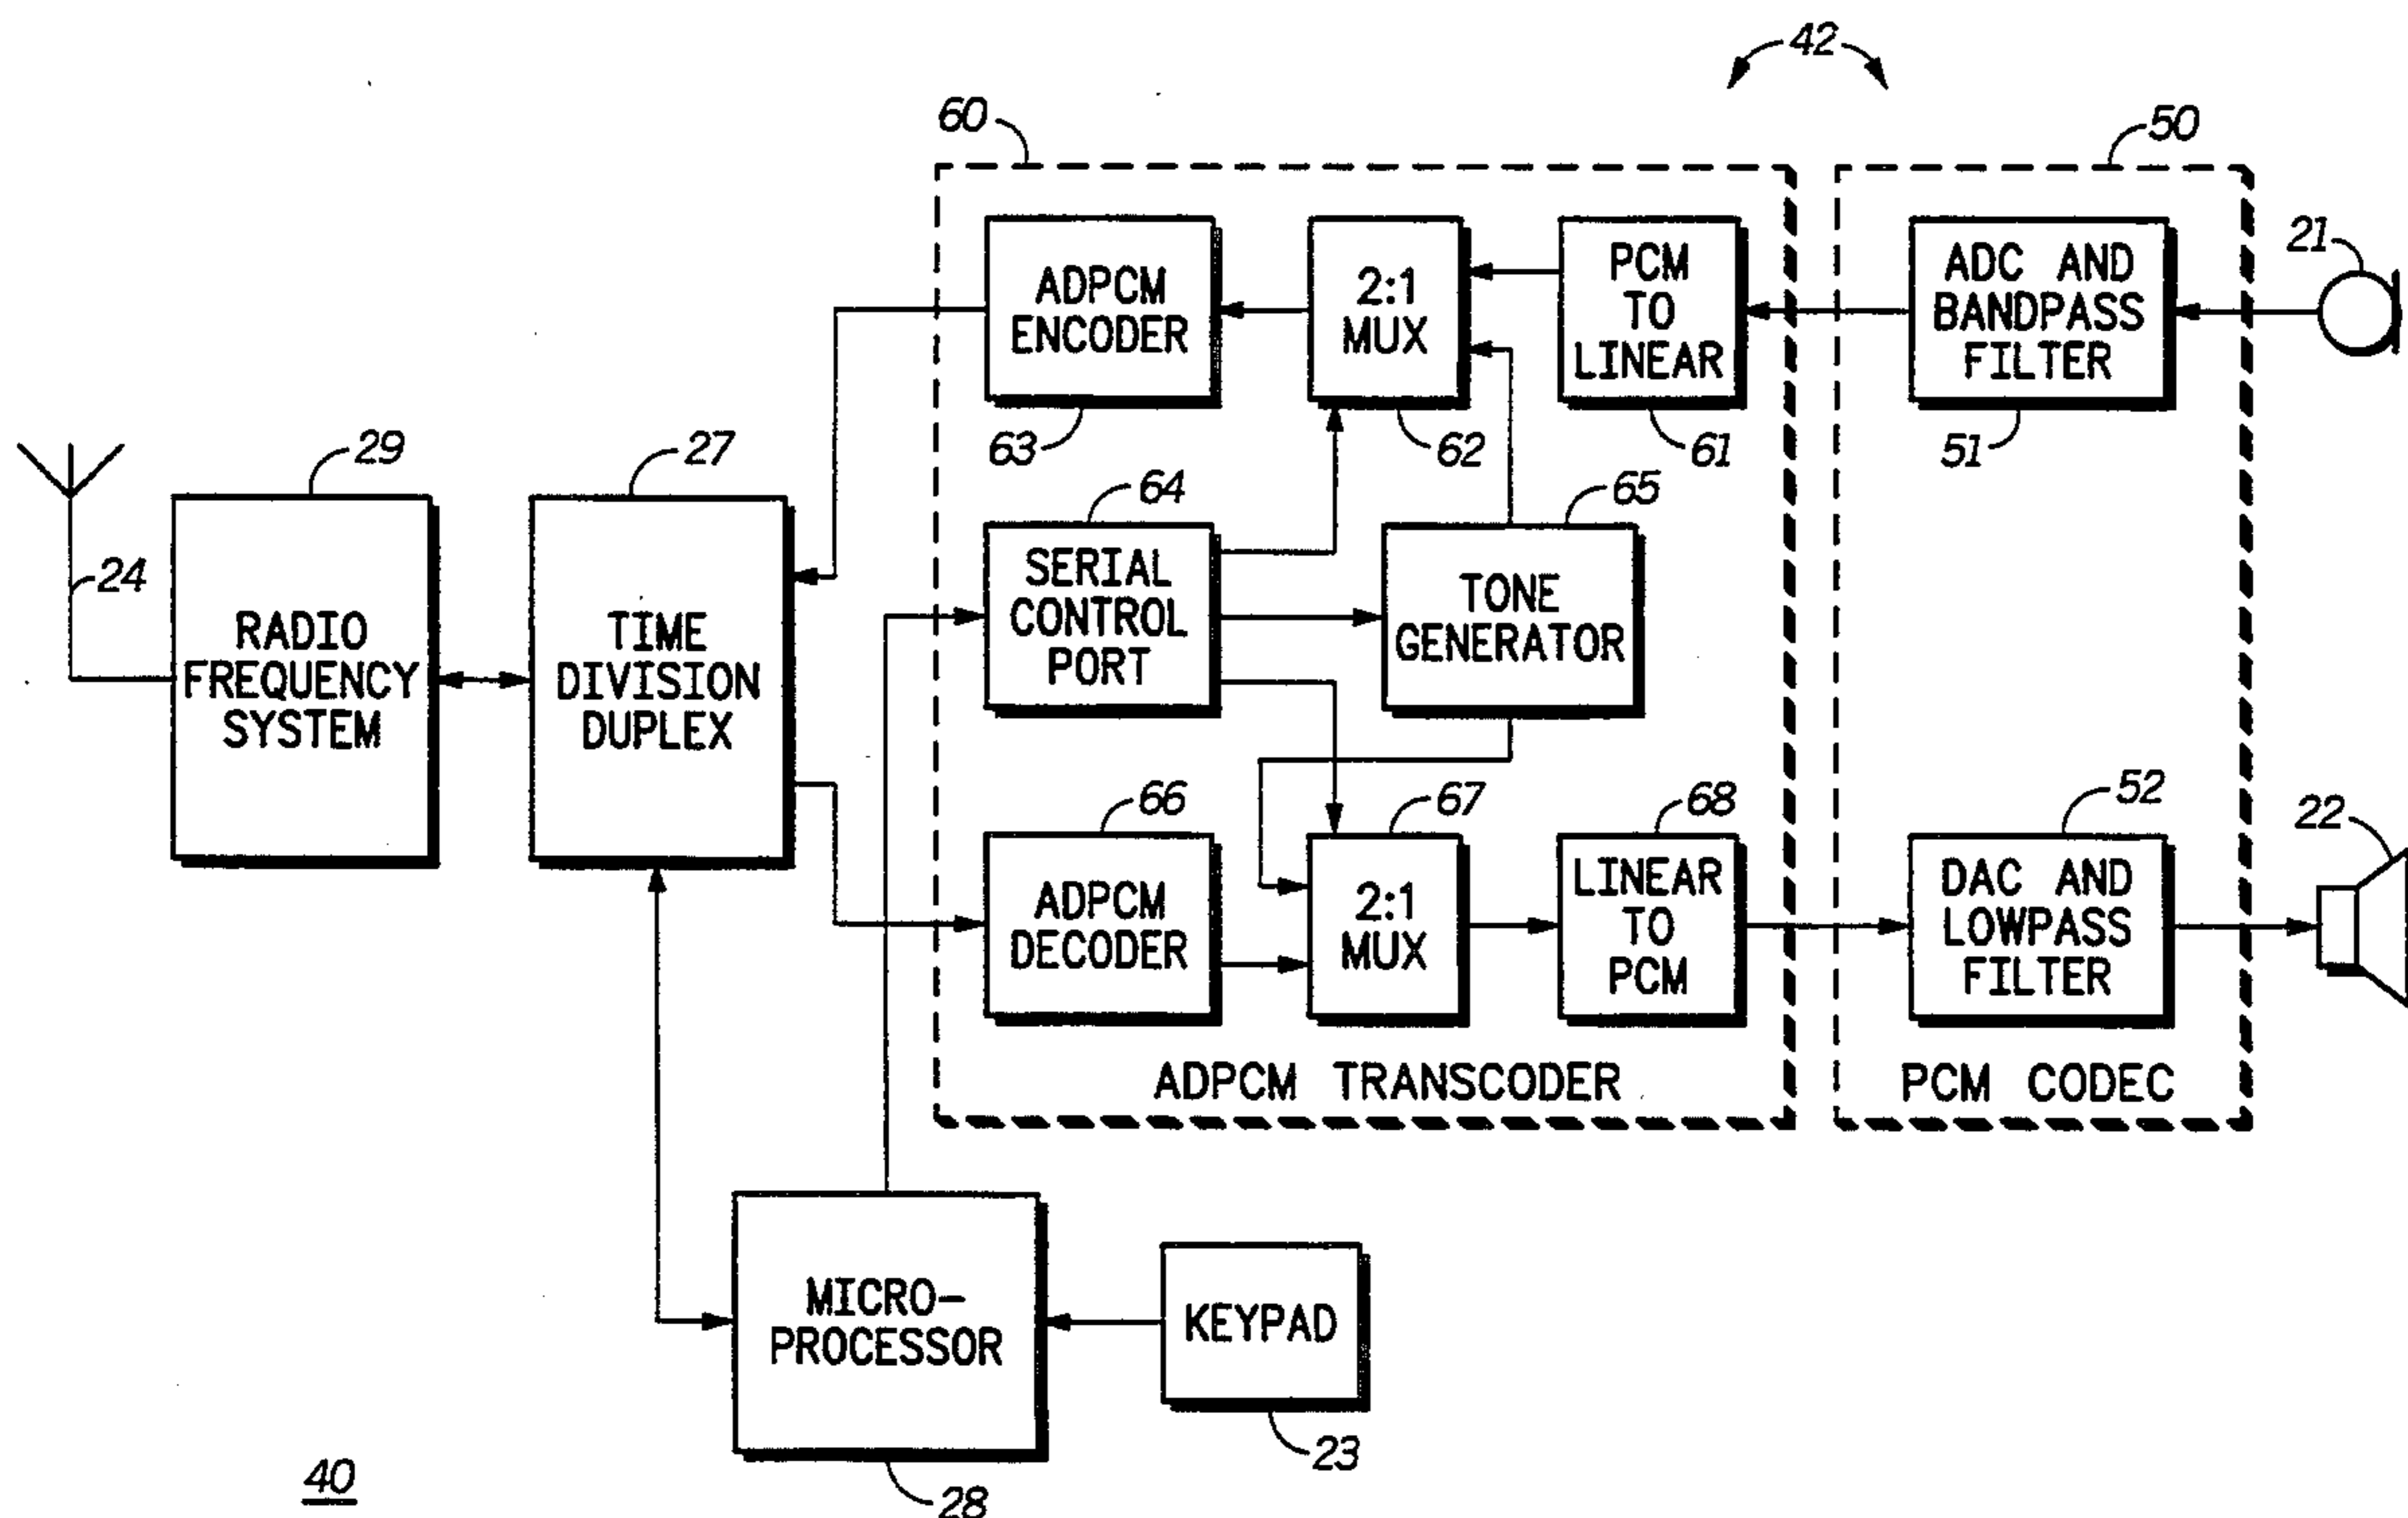 42
60
50
ADPCM
ENCODER
63
2:1
MUX
62
PCM
TO
LINEAR
61
ADC AND
BANDPASS
FILTER
51
21
24
29
RADIO
FREQUENCY
SYSTEM
27
TIME
DIVISION
DUPLEX
64
SERIAL
CONTROL
PORT
65
TONE
GENERATOR
66
ADPCM
DECODER
67
2:1
MUX
68
LINEAR
TO
PCM
52
DAC AND
LOWPASS
FILTER
22
ADPCM TRANSCODER
PCM CODEC
MICRO-
PROCESSOR
28
KEYPAD
23
40